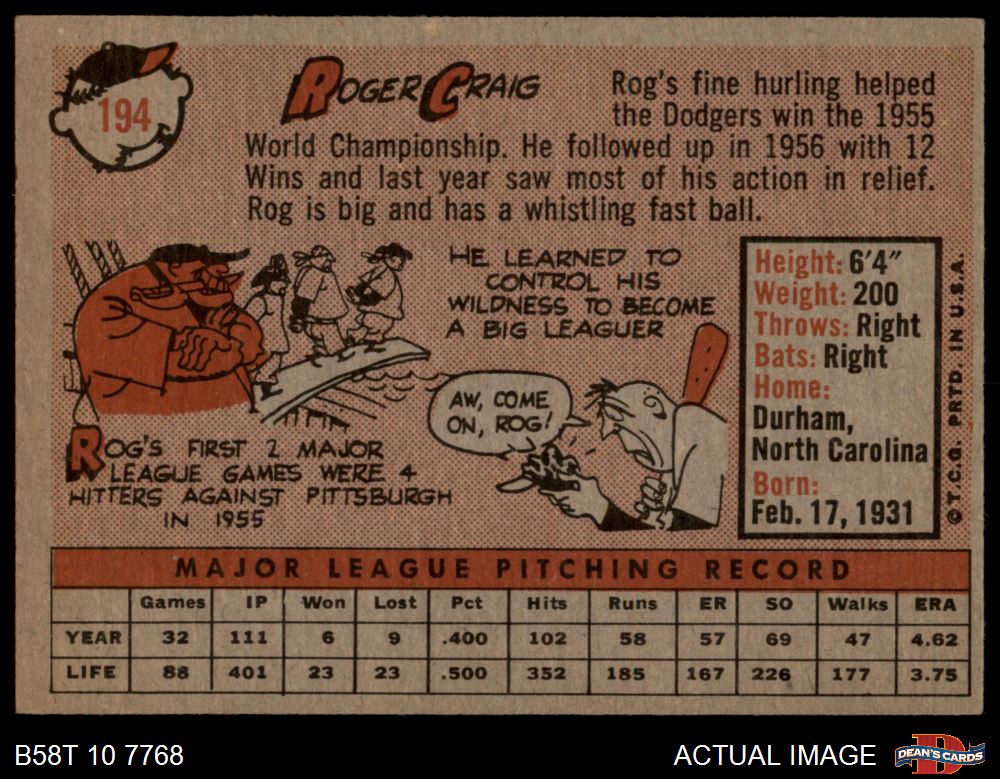 194
ROGER CRAIG
Rog's fine hurling helped
the Dodgers win the 1955
World Championship. He followed up in 1956 with 12
Wins and last year saw most of his action in relief.
Rog is big and has a whistling fast ball.
HE LEARNED TO
CONTROL HIS
WILDNESS TO BECOME
A BIG LEAGUER
AW, COME
ON, ROG!
ROG'S FIRST 2 MAJOR
LEAGUE GAMES WERE 4
HITTERS AGAINST PITTSBURGH
IN 1955
Height: 6'4"
Weight: 200
Throws: Right
Bats: Right
Home:
Durham,
North Carolina
Born:
Feb. 17, 1931
© T.C.G. PRTD. IN U.S.A.
MAJOR LEAGUE PITCHING RECORD
Games IP Won Lost Pct Hits Runs ER SO Walks ERA
YEAR 32 111 6 9 .400 102 58 57 69 47 4.62
LIFE 88 401 23 23 .500 352 185 167 226 177 3.75
B58T 10 7768
ACTUAL IMAGE
D
DEAN'S CARDS